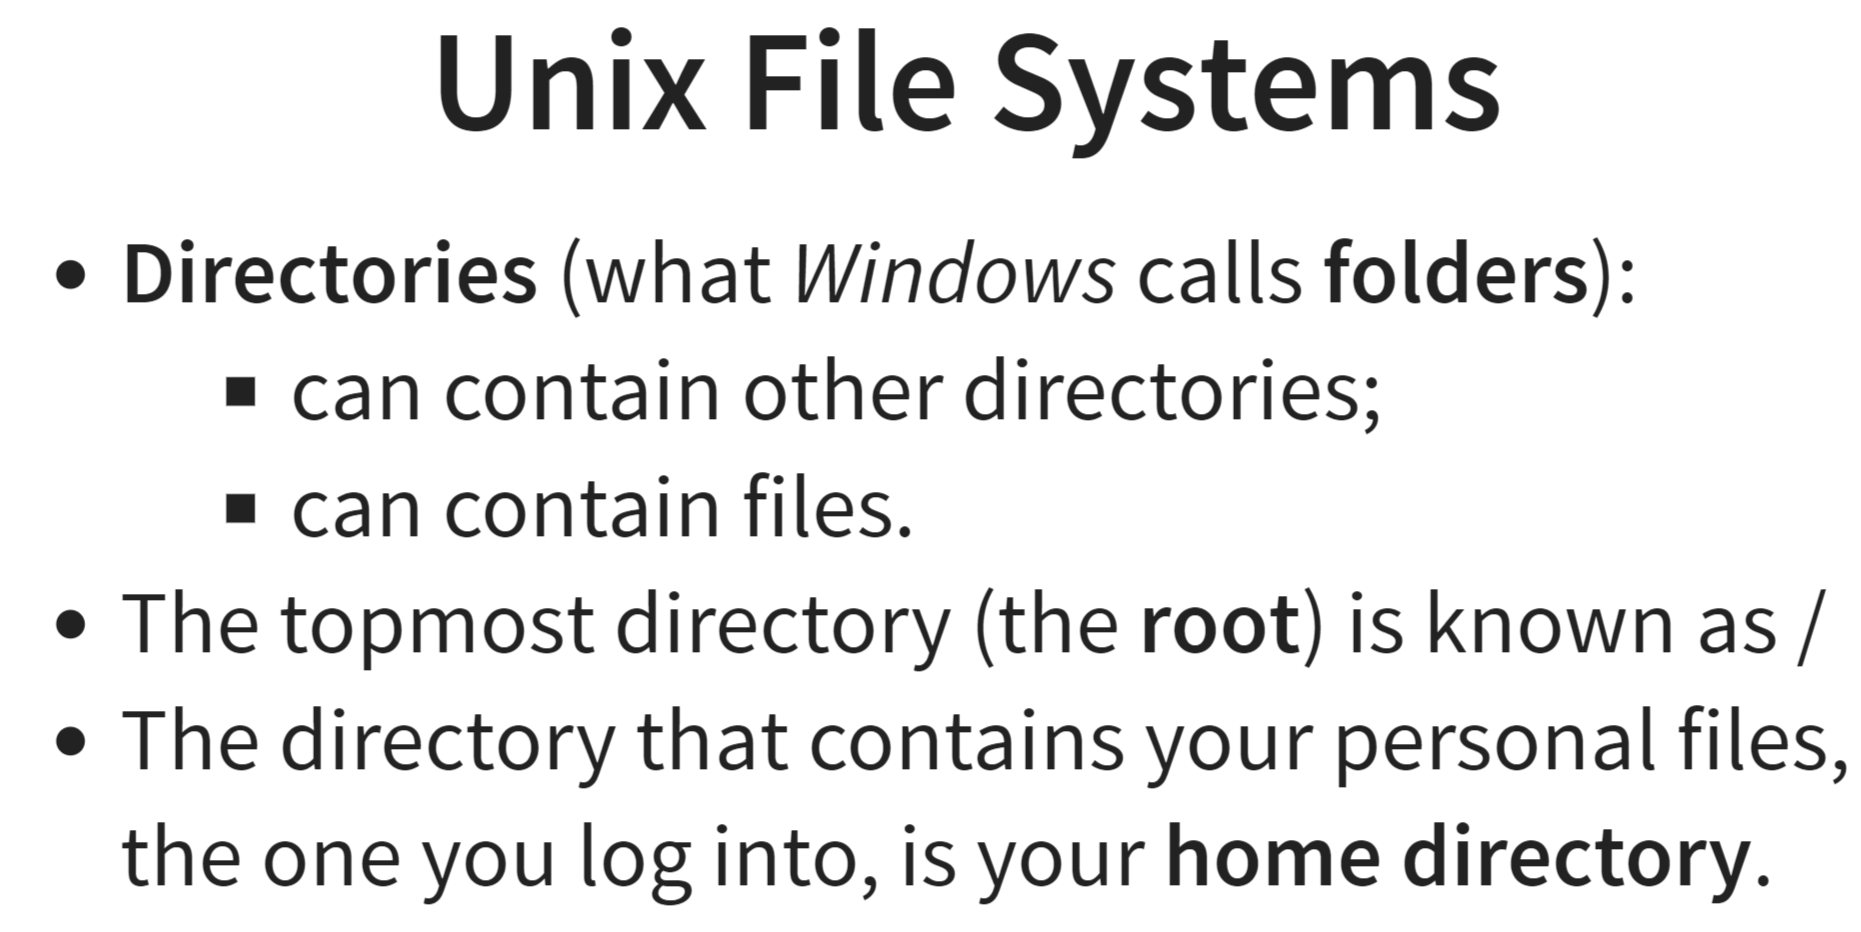 Unix File Systems
• Directories (what Windows calls folders):
▪ can contain other directories;
▪ can contain files.
• The topmost directory (the root) is known as /
• The directory that contains your personal files,
the one you log into, is your home directory.